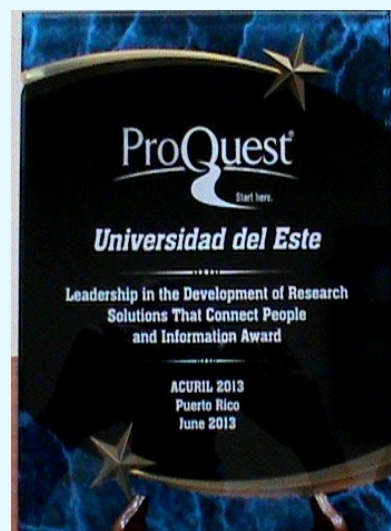 ProQuest®
Start here.
Universidad del Este
Leadership in the Development of Research
Solutions That Connect People
and Information Award
ACURIL 2013
Puerto Rico
June 2013